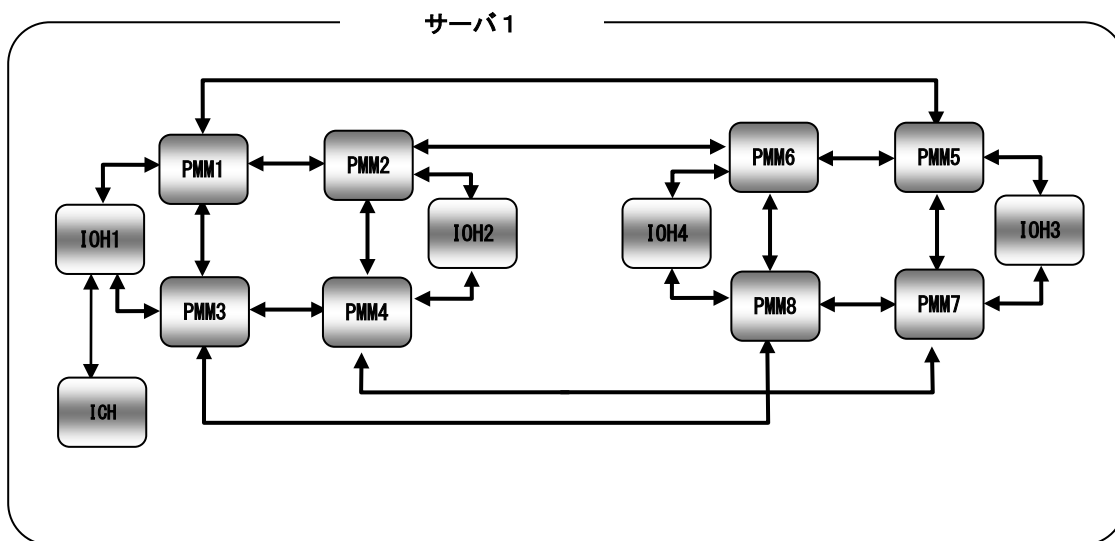 サーバ１
PMM1
PMM2
PMM6
PMM5
IOH1
IOH2
IOH4
IOH3
PMM3
PMM4
PMM8
PMM7
ICH